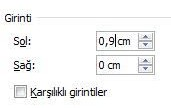 Girinti
Sol: 0,9 cm
Sağ: 0 cm
Karşılıklı girintiler